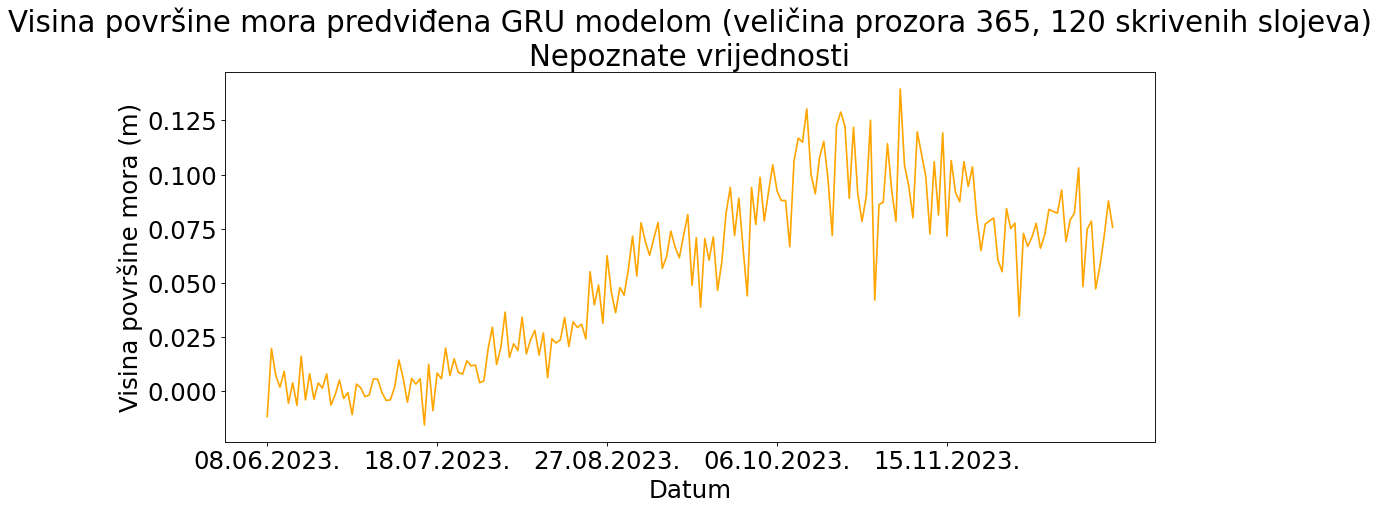 Visina površine mora predviđena GRU modelom (veličina prozora 365, 120 skrivenih slojeva)
Nepoznate vrijednosti
Visina površine mora (m)
0.125
0.100
0.075
0.050
0.025
0.000
08.06.2023.
18.07.2023.
27.08.2023.
06.10.2023.
15.11.2023.
Datum